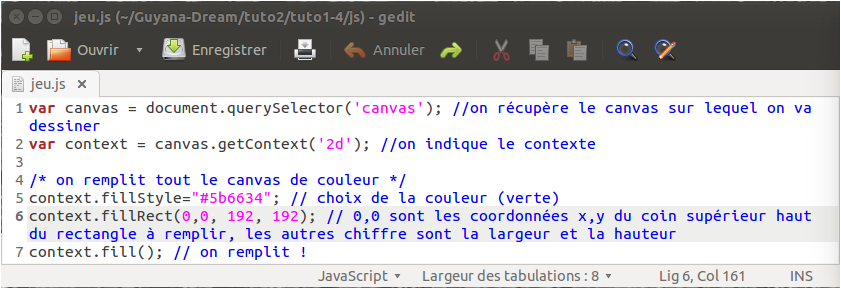 jeu.js (~/Guyana-Dream/tuto2/tuto1-4/js) - gedit
Ouvrir Enregistrer Annuler
jeu.js ×
1 var canvas = document.querySelector('canvas'); //on récupère le canvas sur lequel on va
dessiner
2 var context = canvas.getContext('2d'); //on indique le contexte
3
4 /* on remplit tout le canvas de couleur */
5 context.fillStyle="#5b6634"; // choix de la couleur (verte)
6 context.fillRect(0,0, 192, 192); // 0,0 sont les coordonnées x,y du coin supérieur haut
du rectangle à remplir, les autres chiffre sont la largeur et la hauteur
7 context.fill(); // on remplit !
JavaScript Largeur des tabulations : 8 Lig 6, Col 161 INS